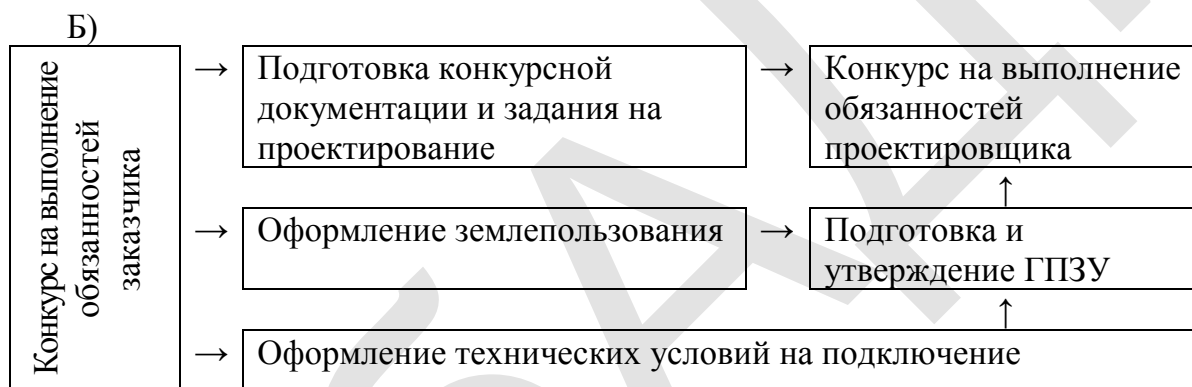 Б)
Конкурс на выполнение
обязанностей
заказчика
→ Подготовка конкурсной
документации и задания на
проектирование
→ Конкурс на выполнение
обязанностей
проектировщика
↑
→ Оформление землепользования
→ Подготовка и
утверждение ГПЗУ
↑
→ Оформление технических условий на подключение